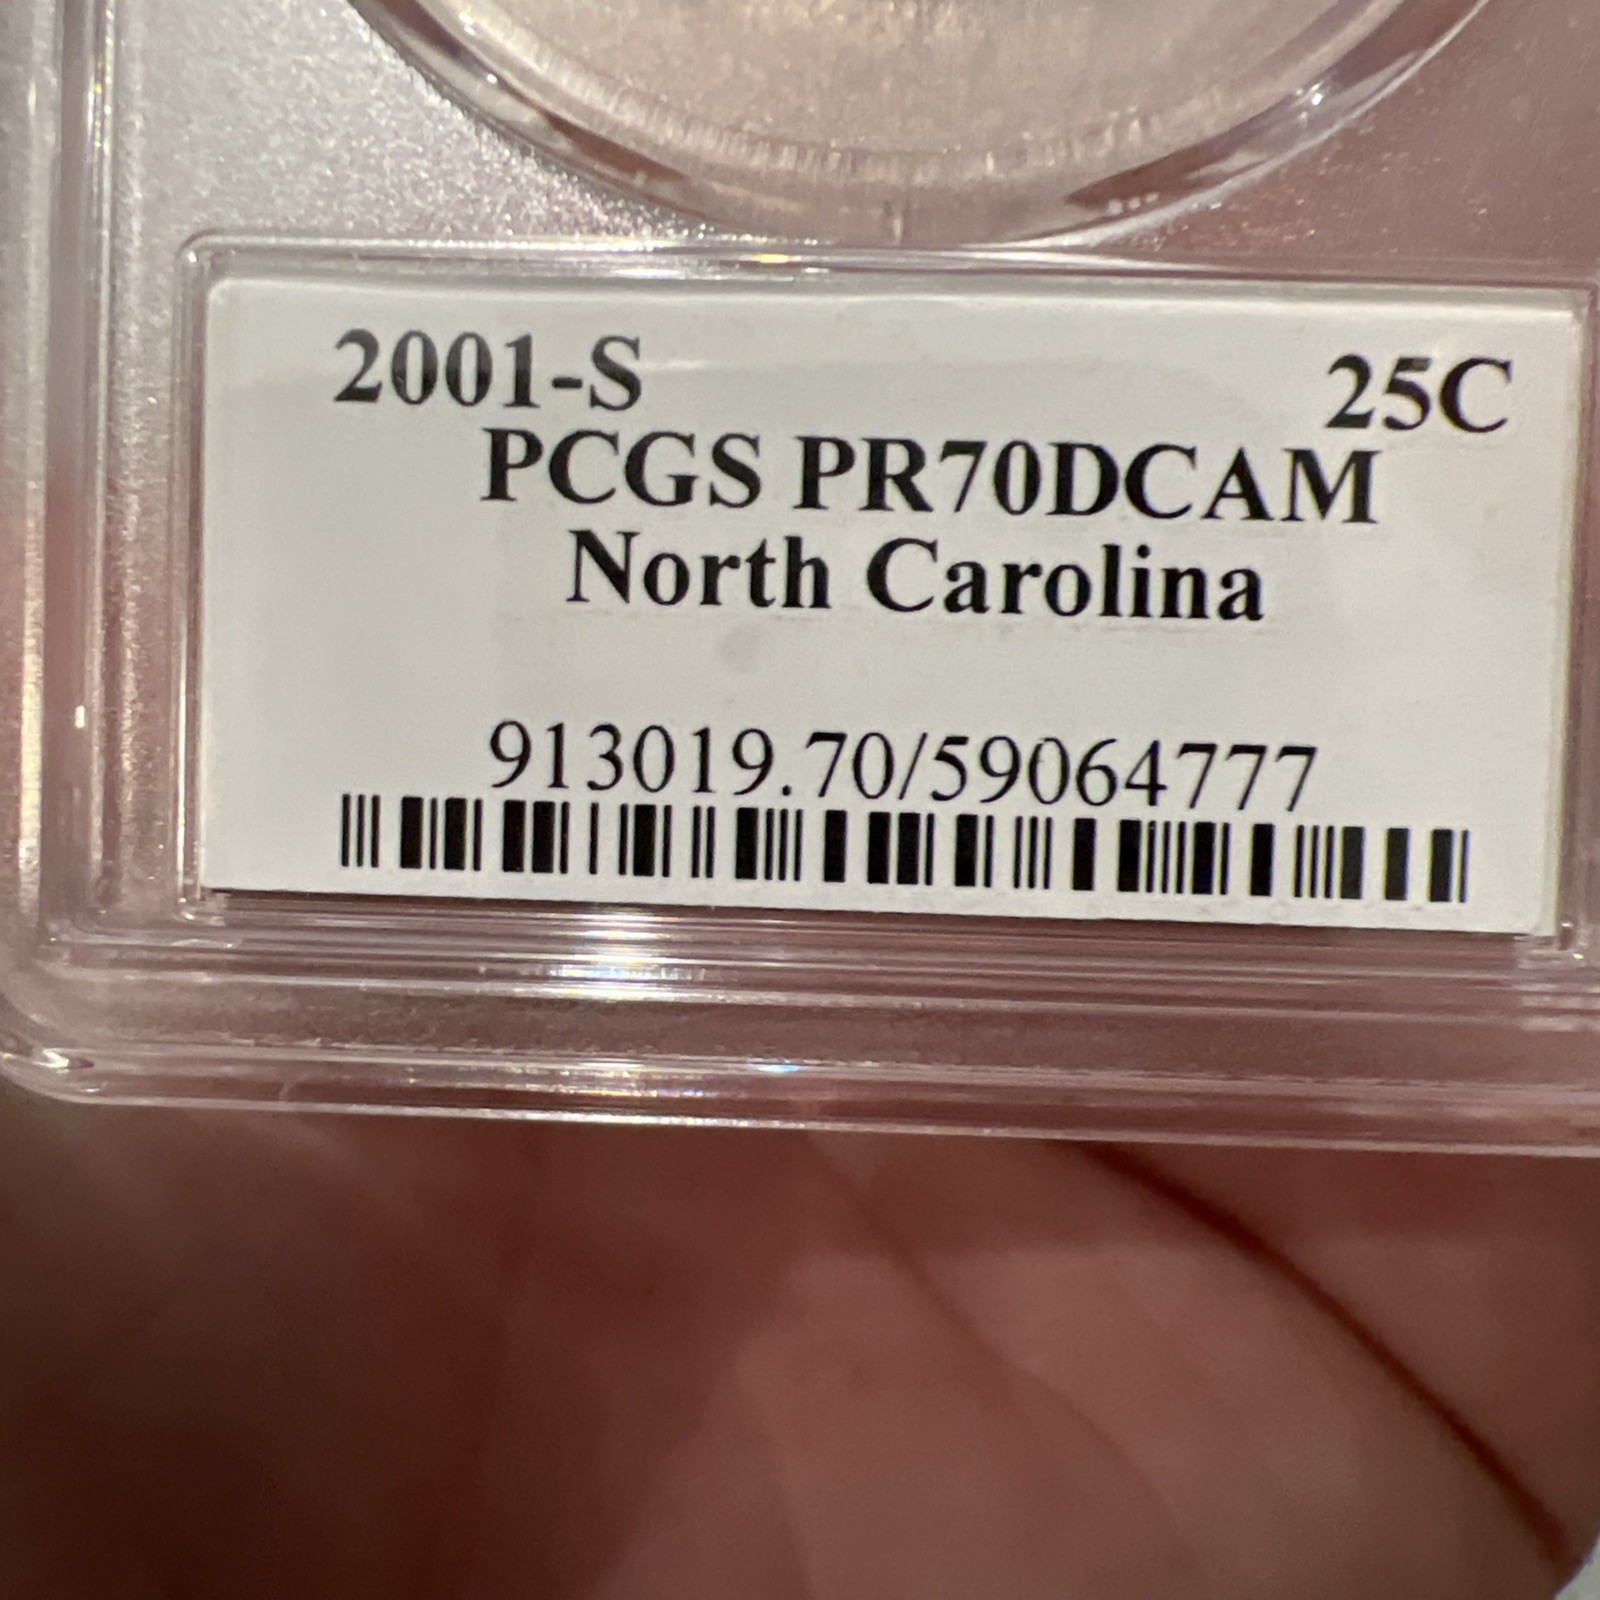 2001-S 25C
PCGS PR70DCAM
North Carolina
913019.70/59064777